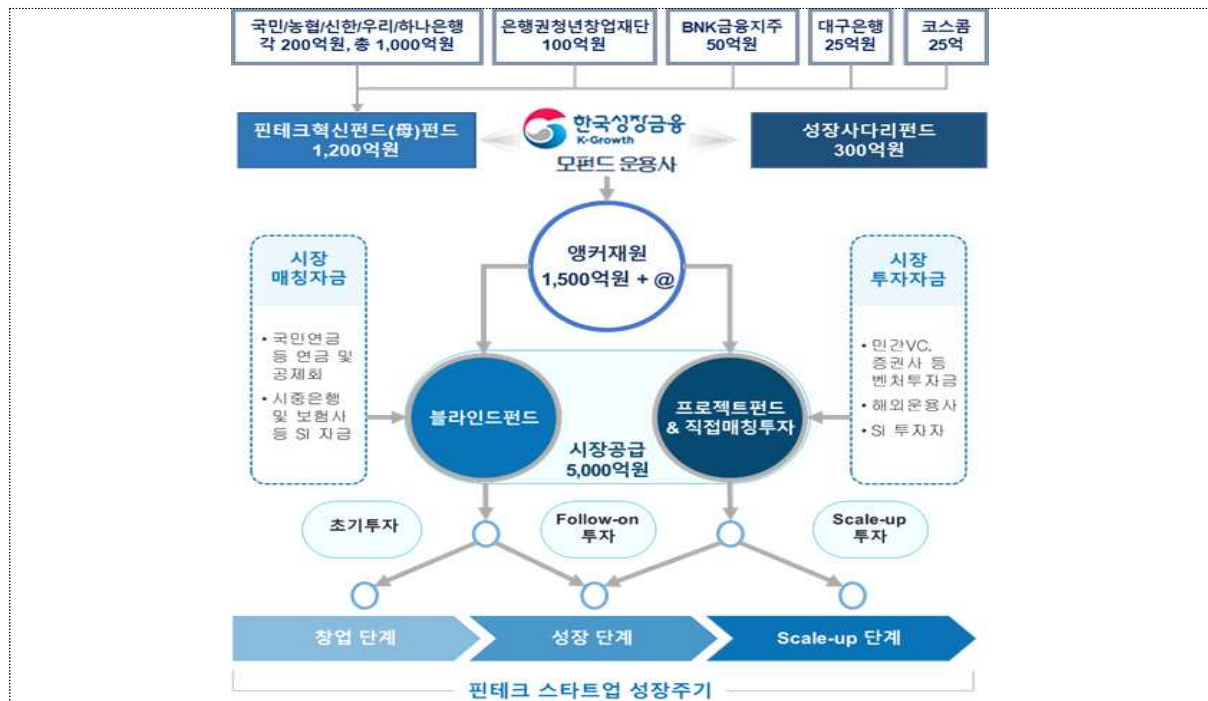 국민/농협/신한/우리/하나은행
각 200억원, 총 1,000억원
은행권청년창업재단
100억원
BNK금융지주
50억원
대구은행
25억원
코스콤
25억
핀테크혁신펀드(母)펀드
1,200억원
한국성장금융
K-Growth
모펀드 운용사
성장사다리펀드
300억원
앵커재원
1,500억원 + @
시장
매칭자금
• 국민연금
등 연금 및
공제회
• 시중은행
및 보험사
등 SI 자금
시장
투자자금
• 민간VC,
증권사 등
벤처투자금
• 해외운용사
• SI 투자자
블라인드펀드
프로젝트펀드
& 직접매칭투자
시장공급
5,000억원
초기투자
Follow-on
투자
Scale-up
투자
창업 단계
성장 단계
Scale-up 단계
핀테크 스타트업 성장주기